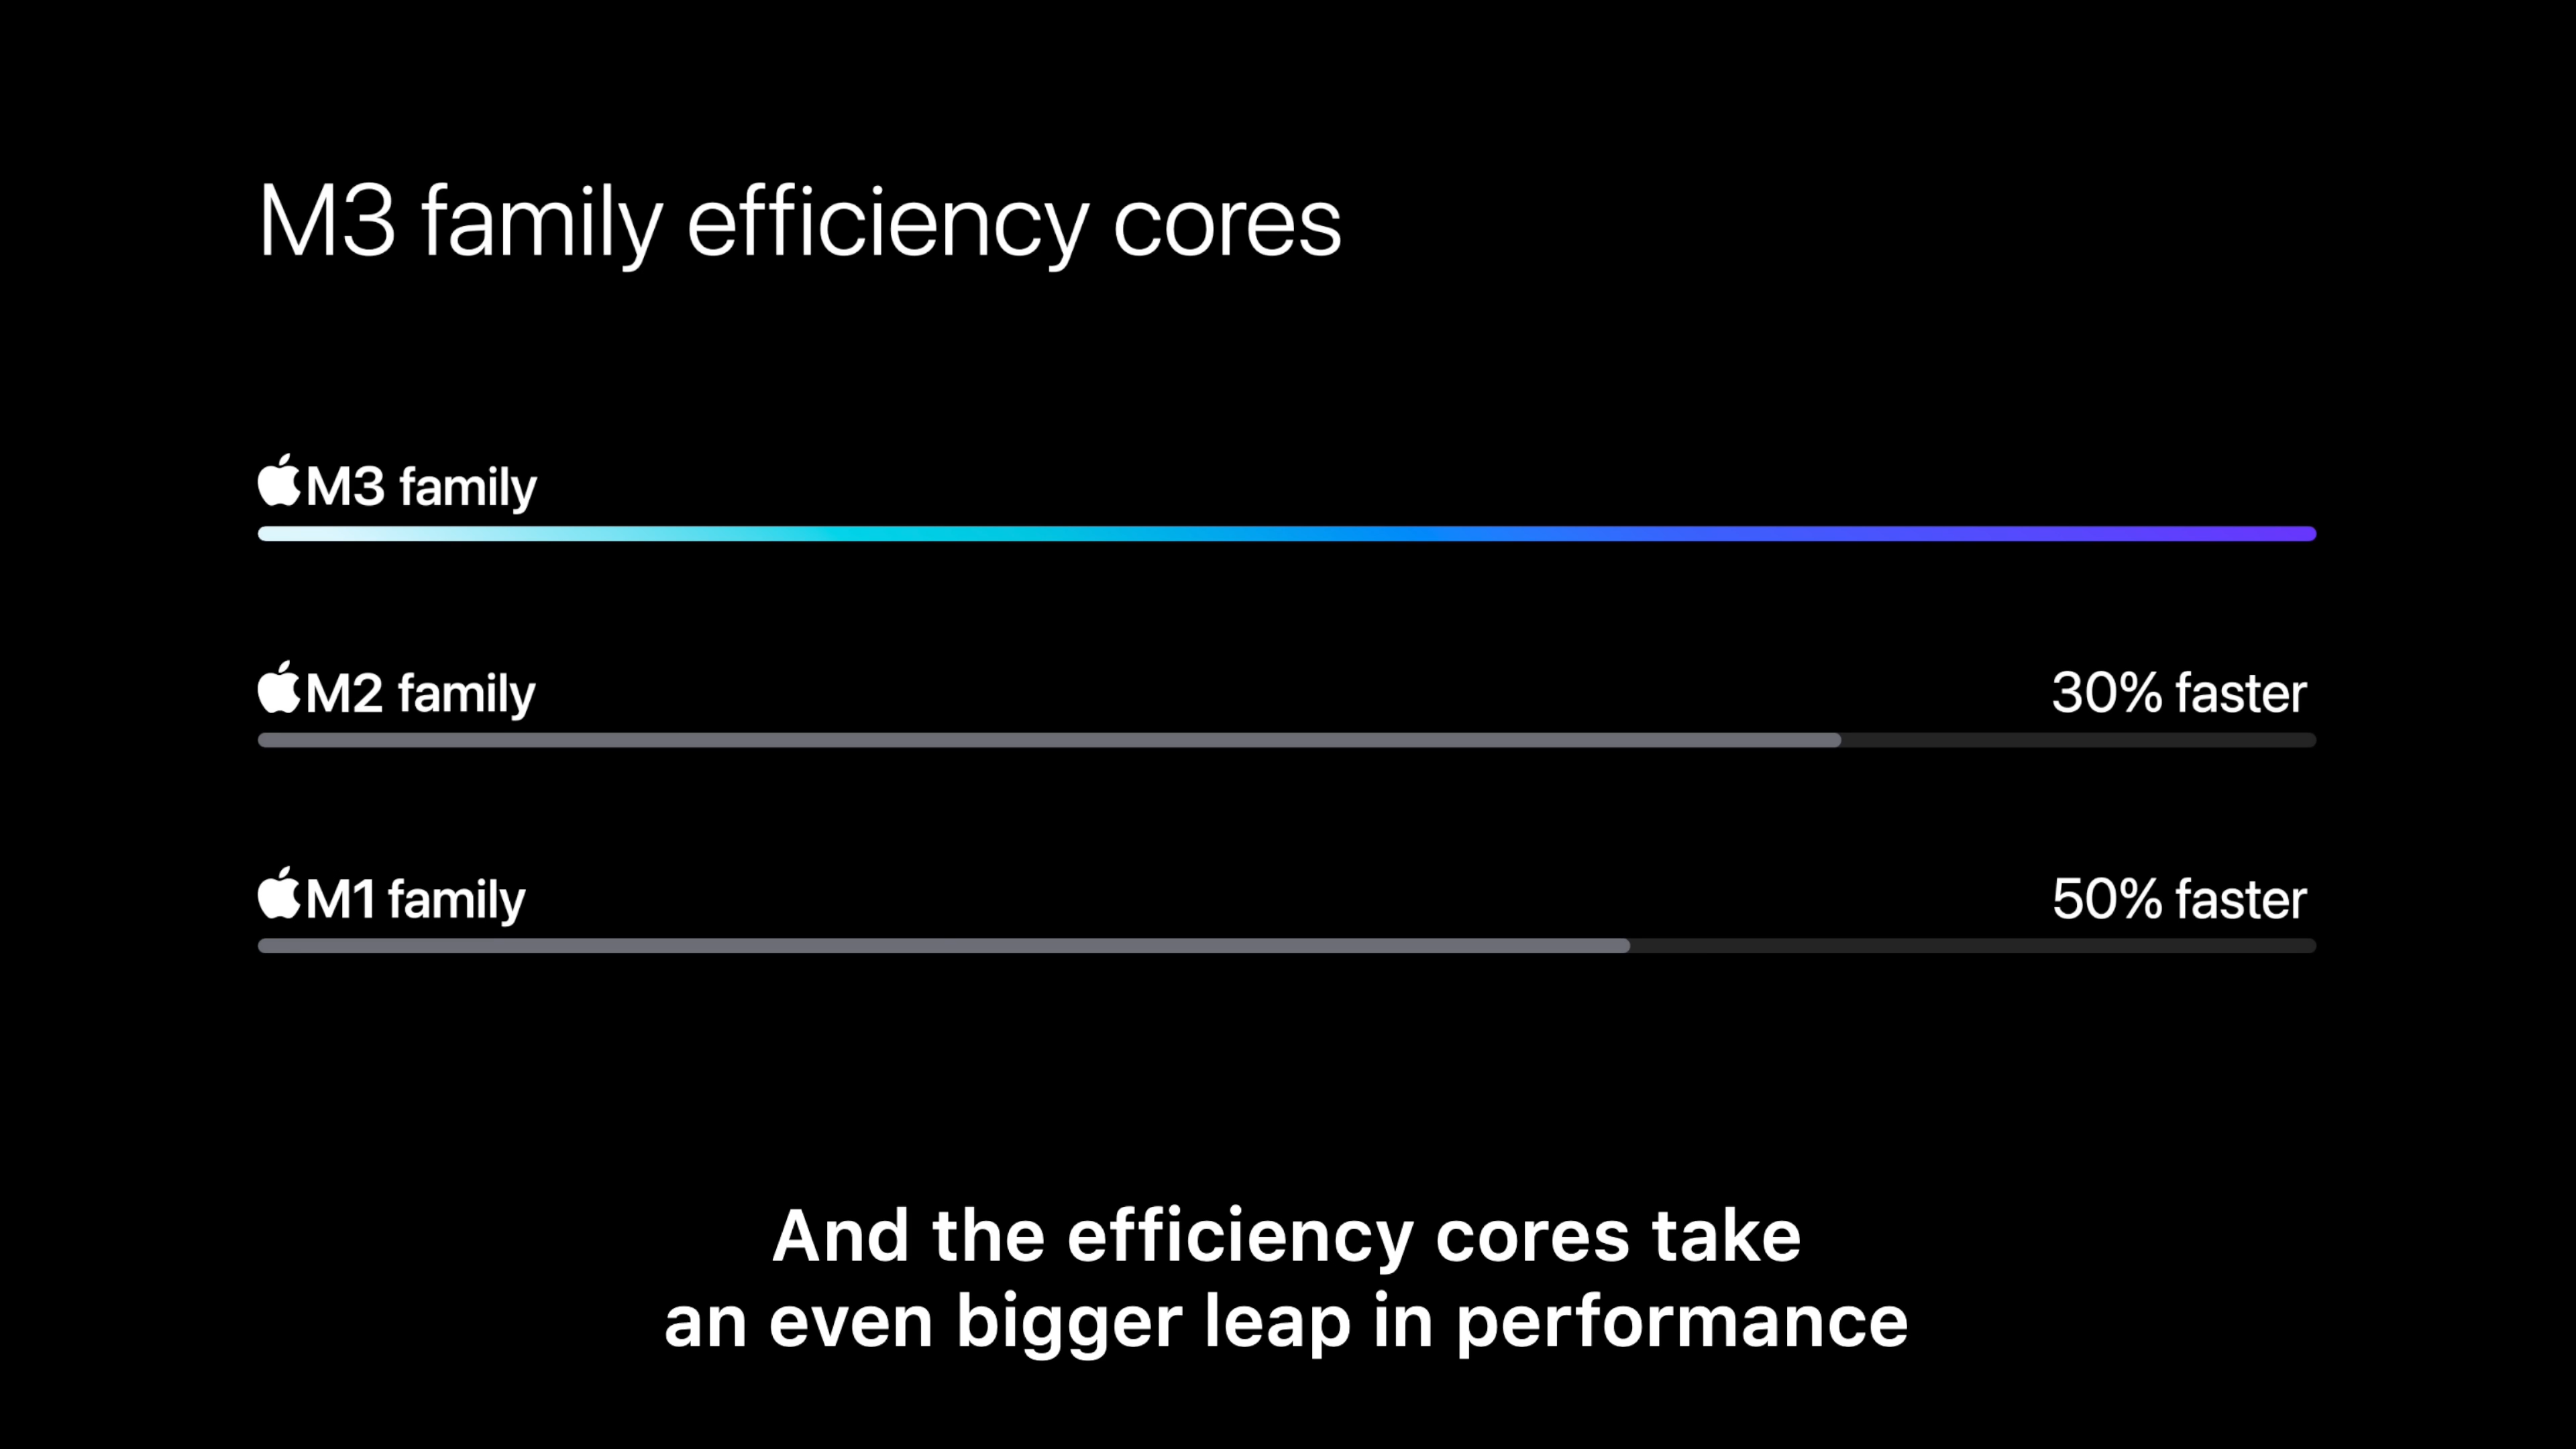 M3 family efficiency cores
M3 family
M2 family
30% faster
M1 family
50% faster
And the efficiency cores take
an even bigger leap in performance